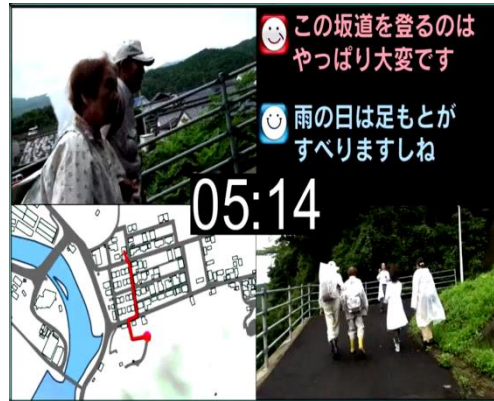 この坂道を登るのは
やっぱり大変です
雨の日は足もとが
すべりますしね
05:14